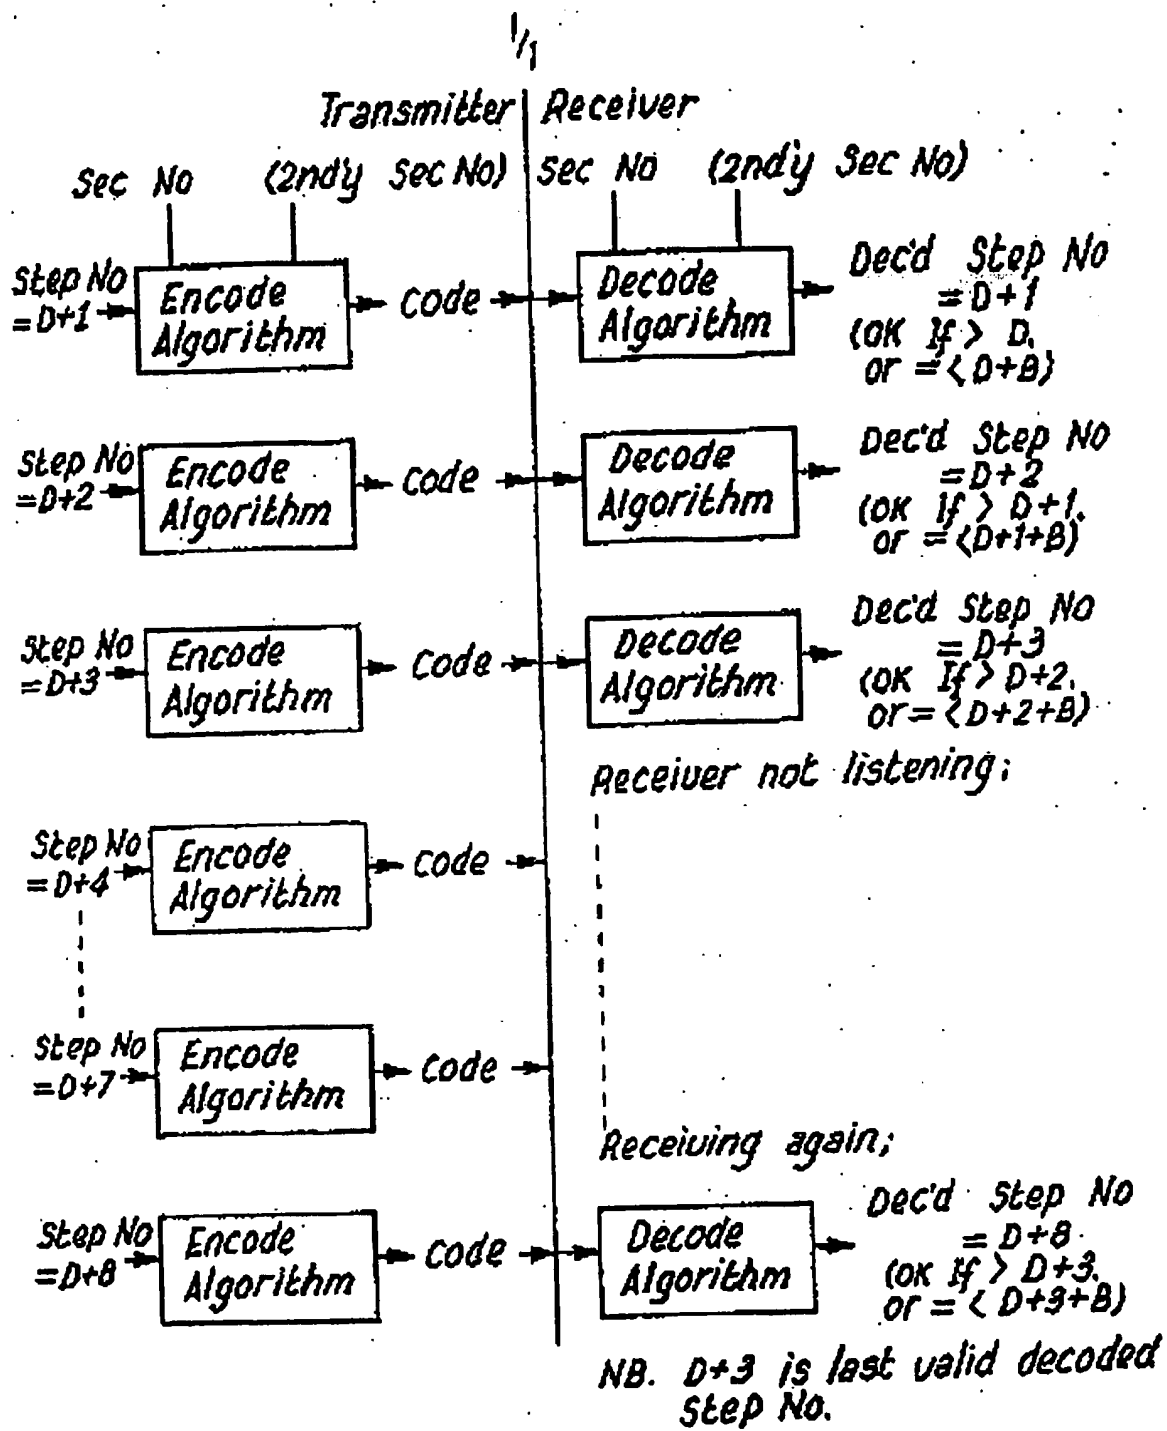 1/1
Transmitter Receiver
Sec No (2nd'y Sec No) Sec No (2nd'y Sec No)
Step No
=D+1
Encode
Algorithm
Code
Decode
Algorithm
Dec'd Step No
=D+1
(OK If > D.
or =< D+B)
Step No
=D+2
Encode
Algorithm
Code
Decode
Algorithm
Dec'd Step No
=D+2
(OK If > D+1.
or =< D+1+B)
Step No
=D+3
Encode
Algorithm
Code
Decode
Algorithm
Dec'd Step No
=D+3
(OK If > D+2.
or =< D+2+B)
Receiver not listening;
Step No
=D+4
Encode
Algorithm
Code
Step No
=D+7
Encode
Algorithm
Code
Receiving again;
Step No
=D+8
Encode
Algorithm
Code
Decode
Algorithm
Dec'd Step No
=D+8
(OK If > D+3.
or =< D+3+B)
NB. D+3 is last valid decoded
Step No.